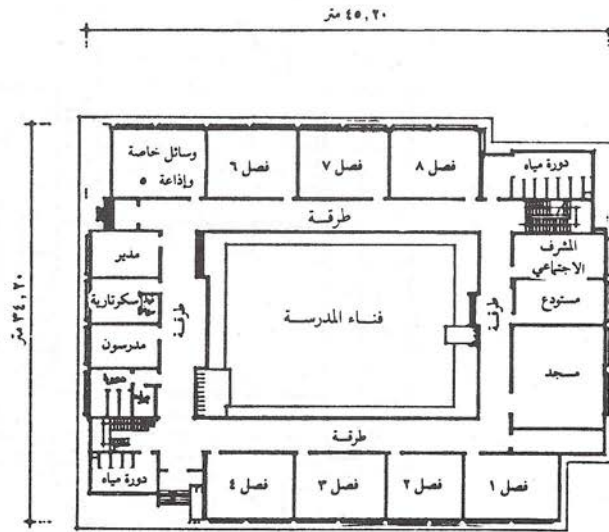 ٤٥,٢٠ متر
٣٤,٢٠ متر
وسائل خاصة
وإذاعة ٥
فصل ٦
فصل ٧
فصل ٨
دورة مياه
طرقة
المشرف
الاجتماعي
مدير
سكرتارية
مستودع
فناء المدرسة
طرقة
طرقة
مدرسون
مسجد
طرقة
دورة مياه
فصل ٤
فصل ٣
فصل ٢
فصل ١